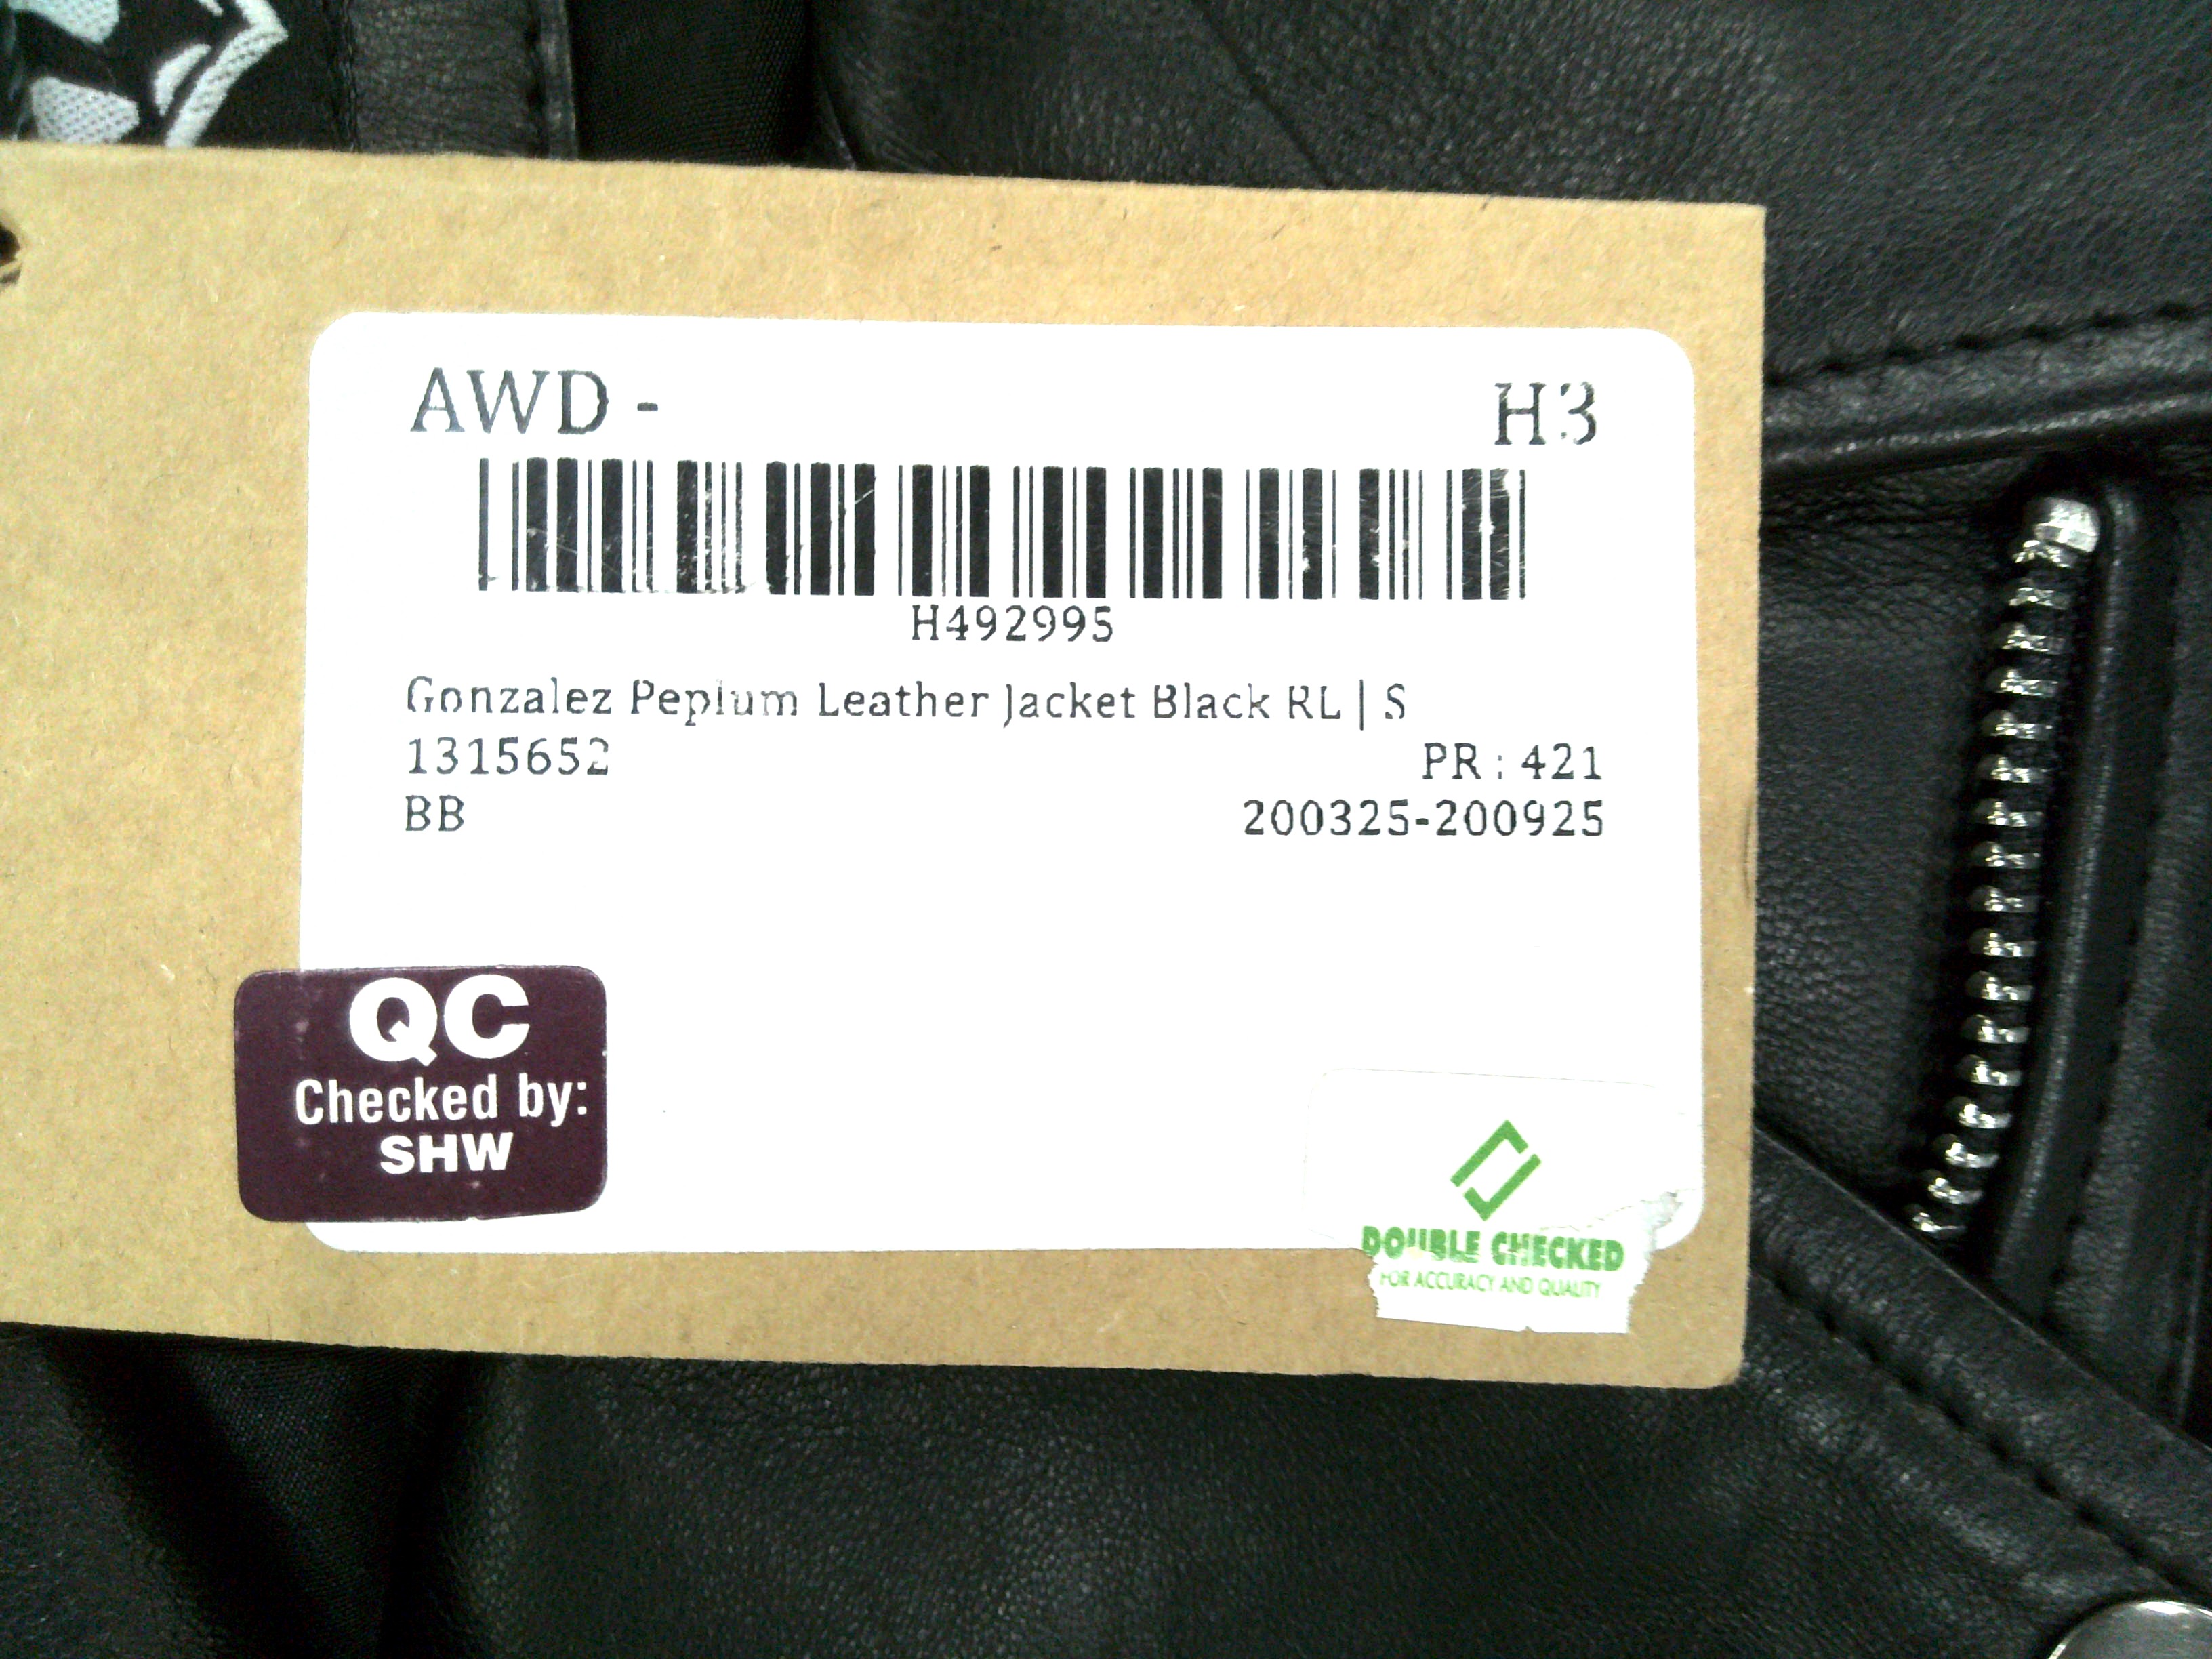 AWD - H3
H492995
Gonzalez Peplum Leather Jacket Black RL | S
1315652 PR : 421
BB 200325-200925
QC
Checked by:
SHW
DOUBLE CHECKED
FOR ACCURACY AND QUALITY